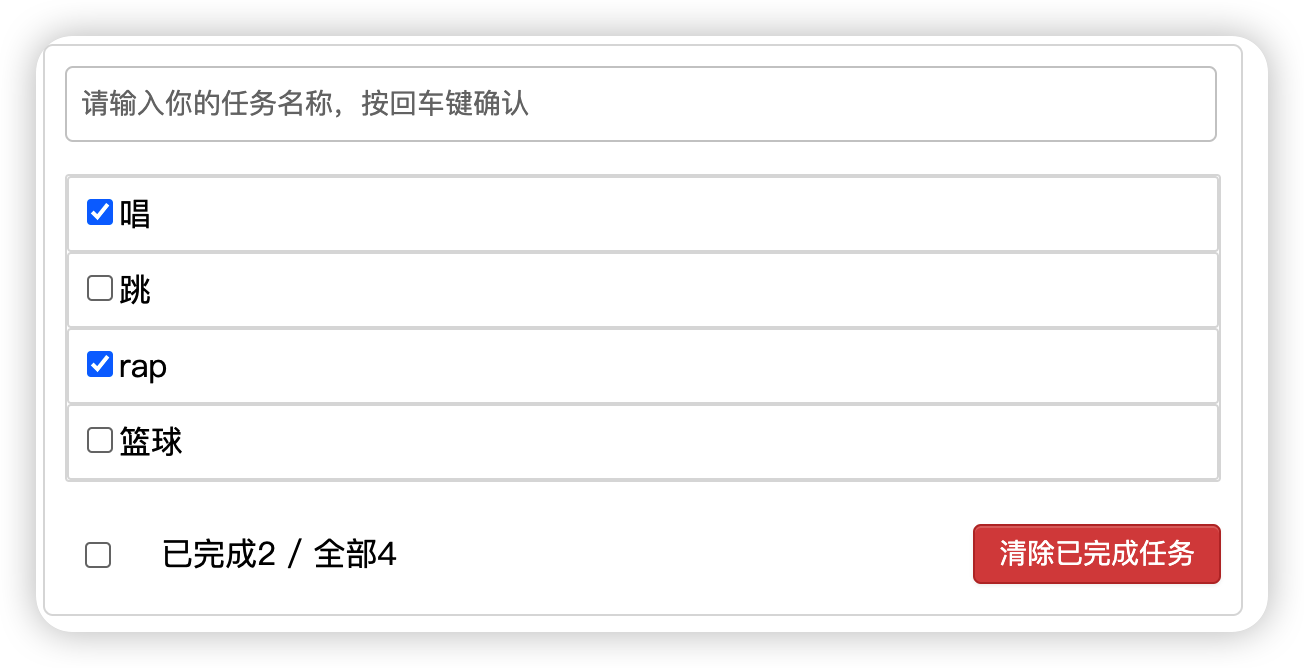 请输入你的任务名称，按回车键确认
唱
跳
rap
篮球
已完成2 / 全部4 清除已完成任务